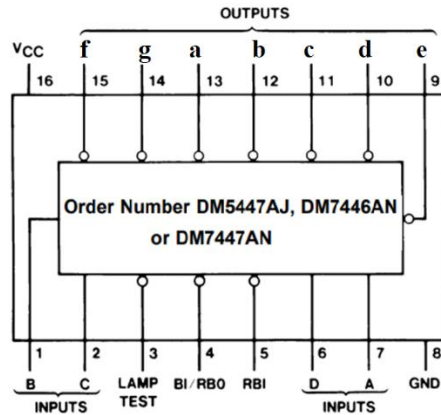 OUTPUTS
VCC f g a b c d e
16 15 14 13 12 11 10 9
Order Number DM5447AJ, DM7446AN
or DM7447AN
1 2 3 4 5 6 7 8
B C LAMP BI/RBO RBI D A GND
TEST
INPUTS INPUTS